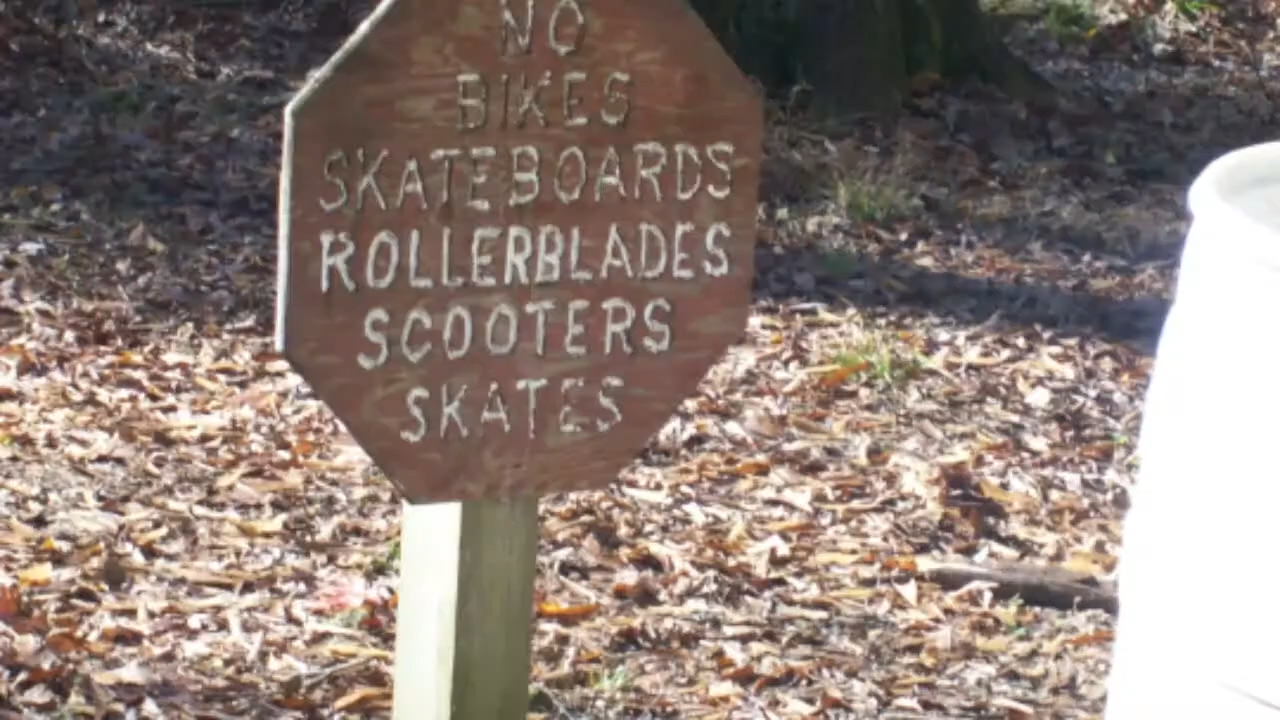 NO
BIKES
SKATEBOARDS
ROLLERBLADES
SCOOTERS
SKATES